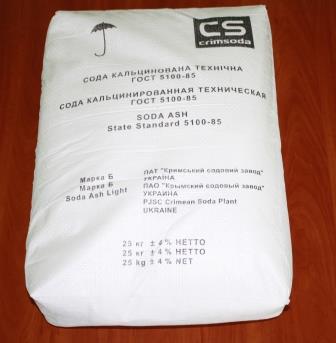 CS
crimsoda
СОДА КАЛЬЦИНОВАНА ТЕХНІЧНА
ГОСТ 5100-85
СОДА КАЛЬЦИНИРОВАННАЯ ТЕХНИЧЕСКАЯ
ГОСТ 5100-85
SODA ASH
State Standard 5100-85
Марка Б
Марка Б
Soda Ash Light
ПАТ "Кримський содовий завод"
УКРАЇНА
ПАО "Крымский содовый завод"
УКРАИНА
PJSC Crimean Soda Plant
UKRAINE
25 кг ± 4% НЕТТО
25 кг ± 4% НЕТТО
25 kg ± 4% NET